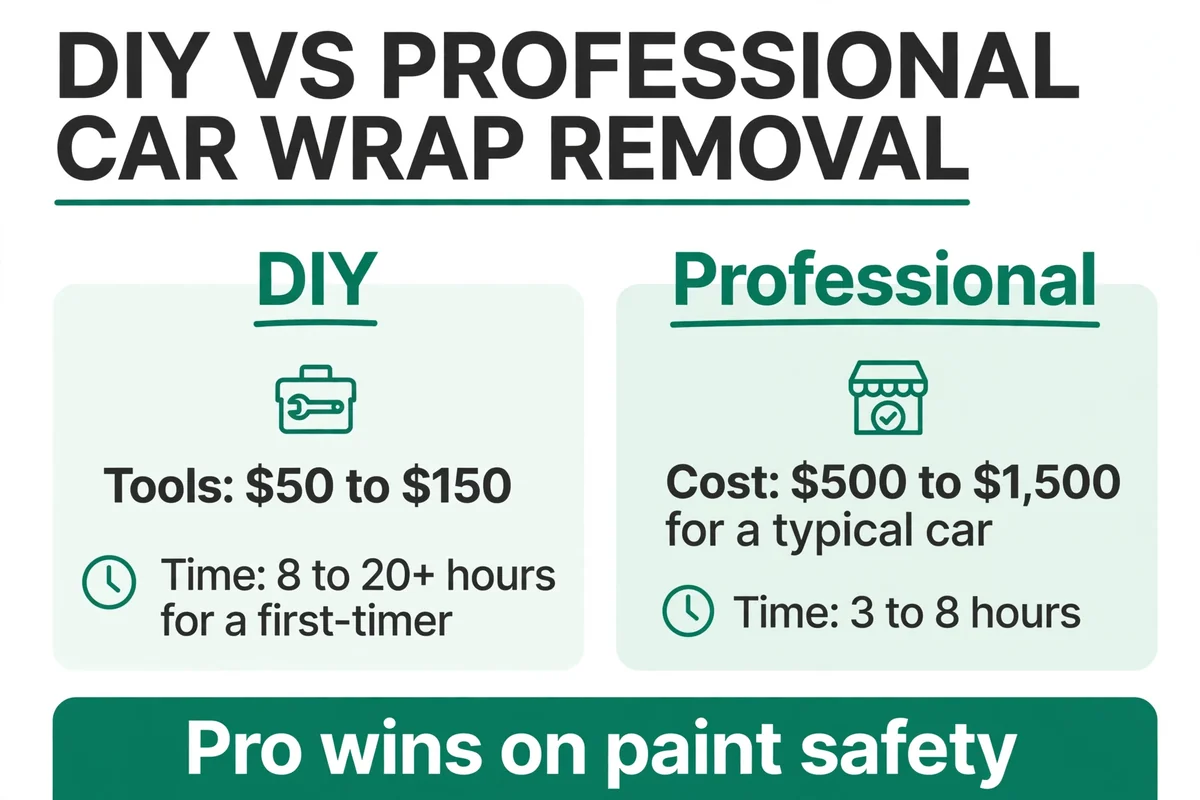 DIY VS PROFESSIONAL
CAR WRAP REMOVAL
DIY
Tools: $50 to $150
Time: 8 to 20+ hours
for a first-timer
Professional
Cost: $500 to $1,500
for a typical car
Time: 3 to 8 hours
Pro wins on paint safety